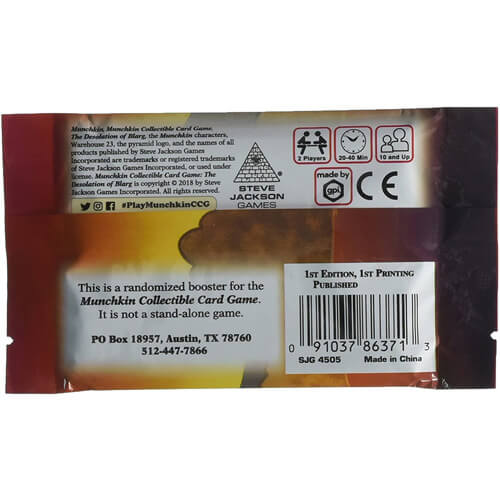 Munchkin, Munchkin Collectible Card Game,
The Desolation of Blarg, the Munchkin characters,
Warehouse 23, the pyramid logo, and the names of all
products published by Steve Jackson Games
Incorporated are trademarks or registered trademarks
of Steve Jackson Games Incorporated, or used under
license. Munchkin Collectible Card Game: The
Desolation of Blarg is copyright © 2018 by Steve
Jackson Games Incorporated. All rights reserved.
#PlayMunchkinCCG
STEVE
JACKSON
GAMES
2 Players
20-40 Min
10 and Up
made by
gpi
CE
This is a randomized booster for the
Munchkin Collectible Card Game.
It is not a stand-alone game.
PO Box 18957, Austin, TX 78760
512-447-7866
1st Edition, 1st Printing
Published
0 91037 86371 3
SJG 4505 Made in China